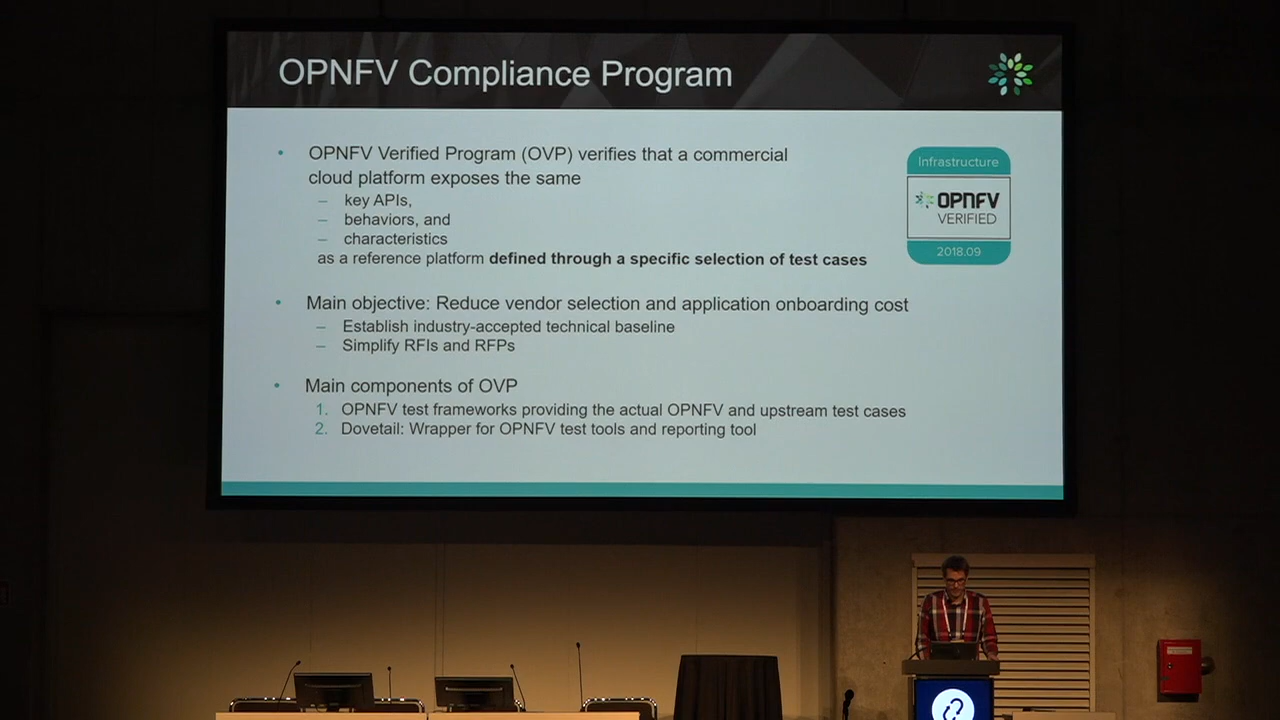 OPNFV Compliance Program
• OPNFV Verified Program (OVP) verifies that a commercial
cloud platform exposes the same
– key APIs,
– behaviors, and
– characteristics
as a reference platform defined through a specific selection of test cases
Infrastructure
OPNFV
VERIFIED
2018.09
• Main objective: Reduce vendor selection and application onboarding cost
– Establish industry-accepted technical baseline
– Simplify RFIs and RFPs
• Main components of OVP
1. OPNFV test frameworks providing the actual OPNFV and upstream test cases
2. Dovetail: Wrapper for OPNFV test tools and reporting tool